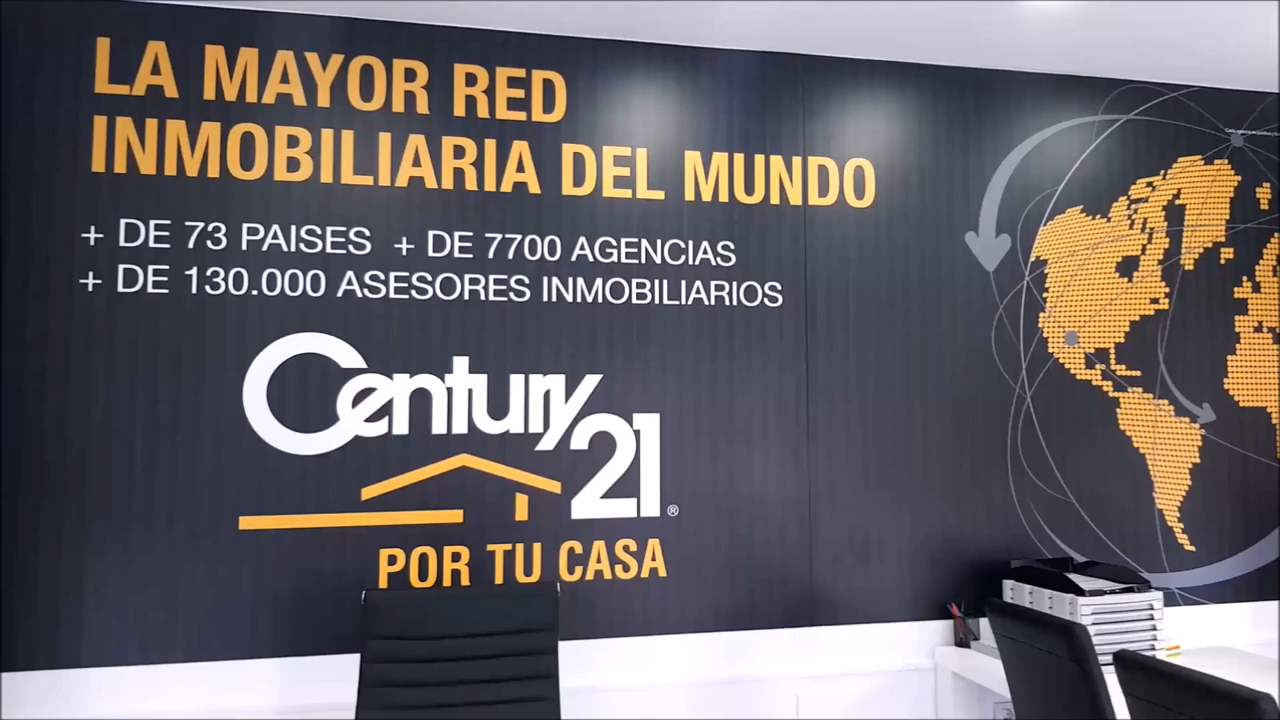 LA MAYOR RED
INMOBILIARIA DEL MUNDO
+ DE 73 PAISES + DE 7700 AGENCIAS
+ DE 130.000 ASESORES INMOBILIARIOS
Century
21®
POR TU CASA